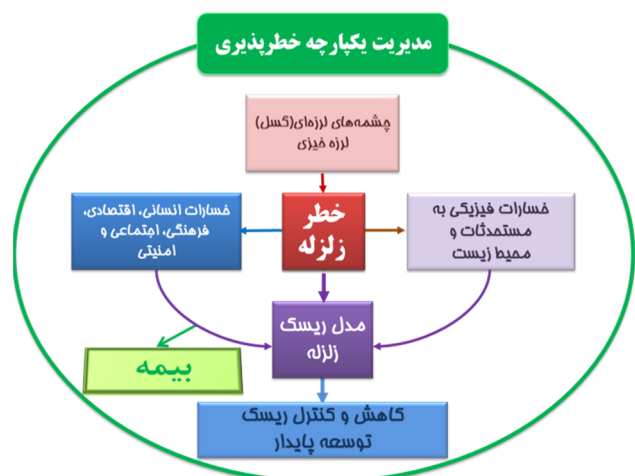 مدیریت یکپارچه خطرپذیری
چشمه‌های لرزه‌ای(گسل)
لرزه خیزی
خسارات انسانی، اقتصادی،
فرهنگی، اجتماعی و
امنیتی
خطر
زلزله
خسارات فیزیکی به
مستحدثات و
محیط زیست
مدل ریسک
زلزله
بیمه
کاهش و کنترل ریسک
توسعه پایدار